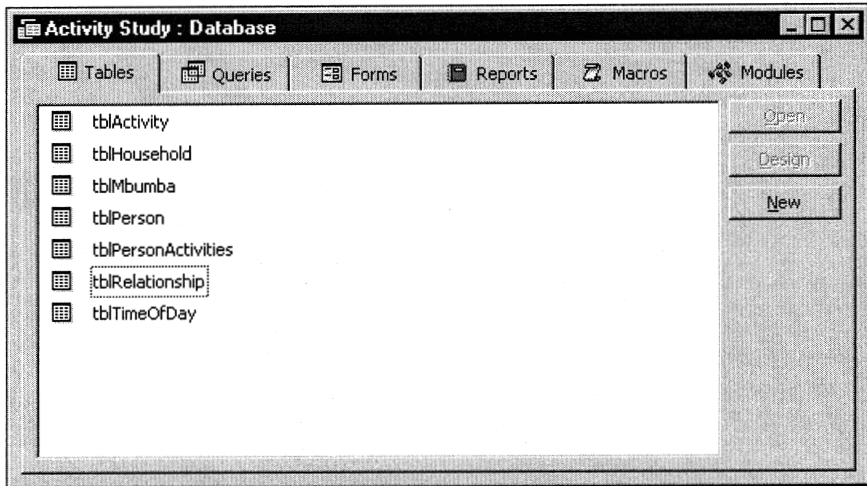 Activity Study : Database
Tables Queries Forms Reports Macros Modules
tblActivity
tblHousehold
tblMbumba
tblPerson
tblPersonActivities
tblRelationship
tblTimeOfDay
Open
Design
New